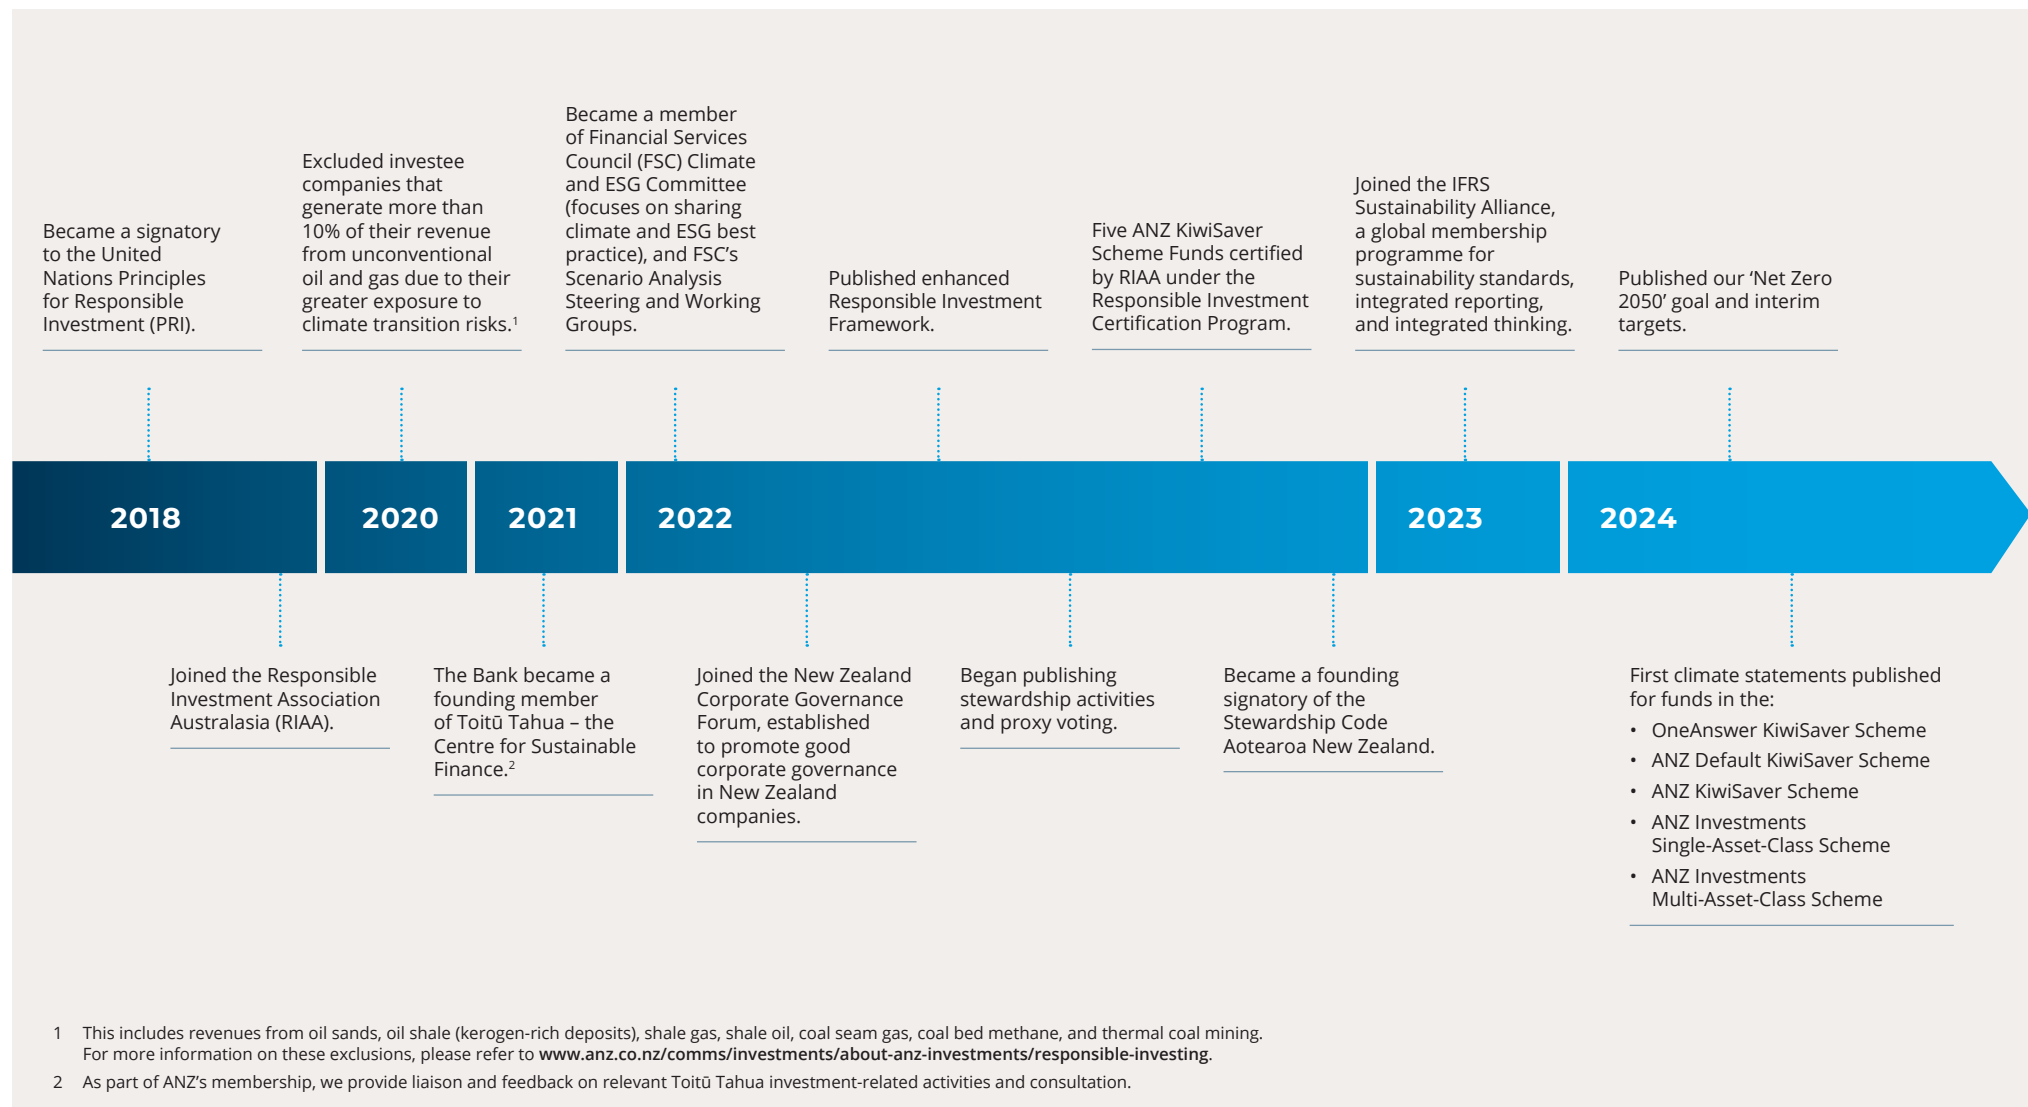 Became a signatory
to the United
Nations Principles
for Responsible
Investment (PRI).
Excluded investee
companies that
generate more than
10% of their revenue
from unconventional
oil and gas due to their
greater exposure to
climate transition risks.1
Became a member
of Financial Services
Council (FSC) Climate
and ESG Committee
(focuses on sharing
climate and ESG best
practice), and FSC’s
Scenario Analysis
Steering and Working
Groups.
Published enhanced
Responsible Investment
Framework.
Five ANZ KiwiSaver
Scheme Funds certified
by RIAA under the
Responsible Investment
Certification Program.
Joined the IFRS
Sustainability Alliance,
a global membership
programme for
sustainability standards,
integrated reporting,
and integrated thinking.
Published our ‘Net Zero
2050’ goal and interim
targets.
2018
2020
2021
2022
2023
2024
Joined the Responsible
Investment Association
Australasia (RIAA).
The Bank became a
founding member
of Toitū Tahua – the
Centre for Sustainable
Finance.2
Joined the New Zealand
Corporate Governance
Forum, established
to promote good
corporate governance
in New Zealand
companies.
Began publishing
stewardship activities
and proxy voting.
Became a founding
signatory of the
Stewardship Code
Aotearoa New Zealand.
First climate statements published
for funds in the:
• OneAnswer KiwiSaver Scheme
• ANZ Default KiwiSaver Scheme
• ANZ KiwiSaver Scheme
• ANZ Investments
Single-Asset-Class Scheme
• ANZ Investments
Multi-Asset-Class Scheme
1 This includes revenues from oil sands, oil shale (kerogen-rich deposits), shale gas, shale oil, coal seam gas, coal bed methane, and thermal coal mining.
For more information on these exclusions, please refer to www.anz.co.nz/comms/investments/about-anz-investments/responsible-investing.
2 As part of ANZ’s membership, we provide liaison and feedback on relevant Toitū Tahua investment-related activities and consultation.